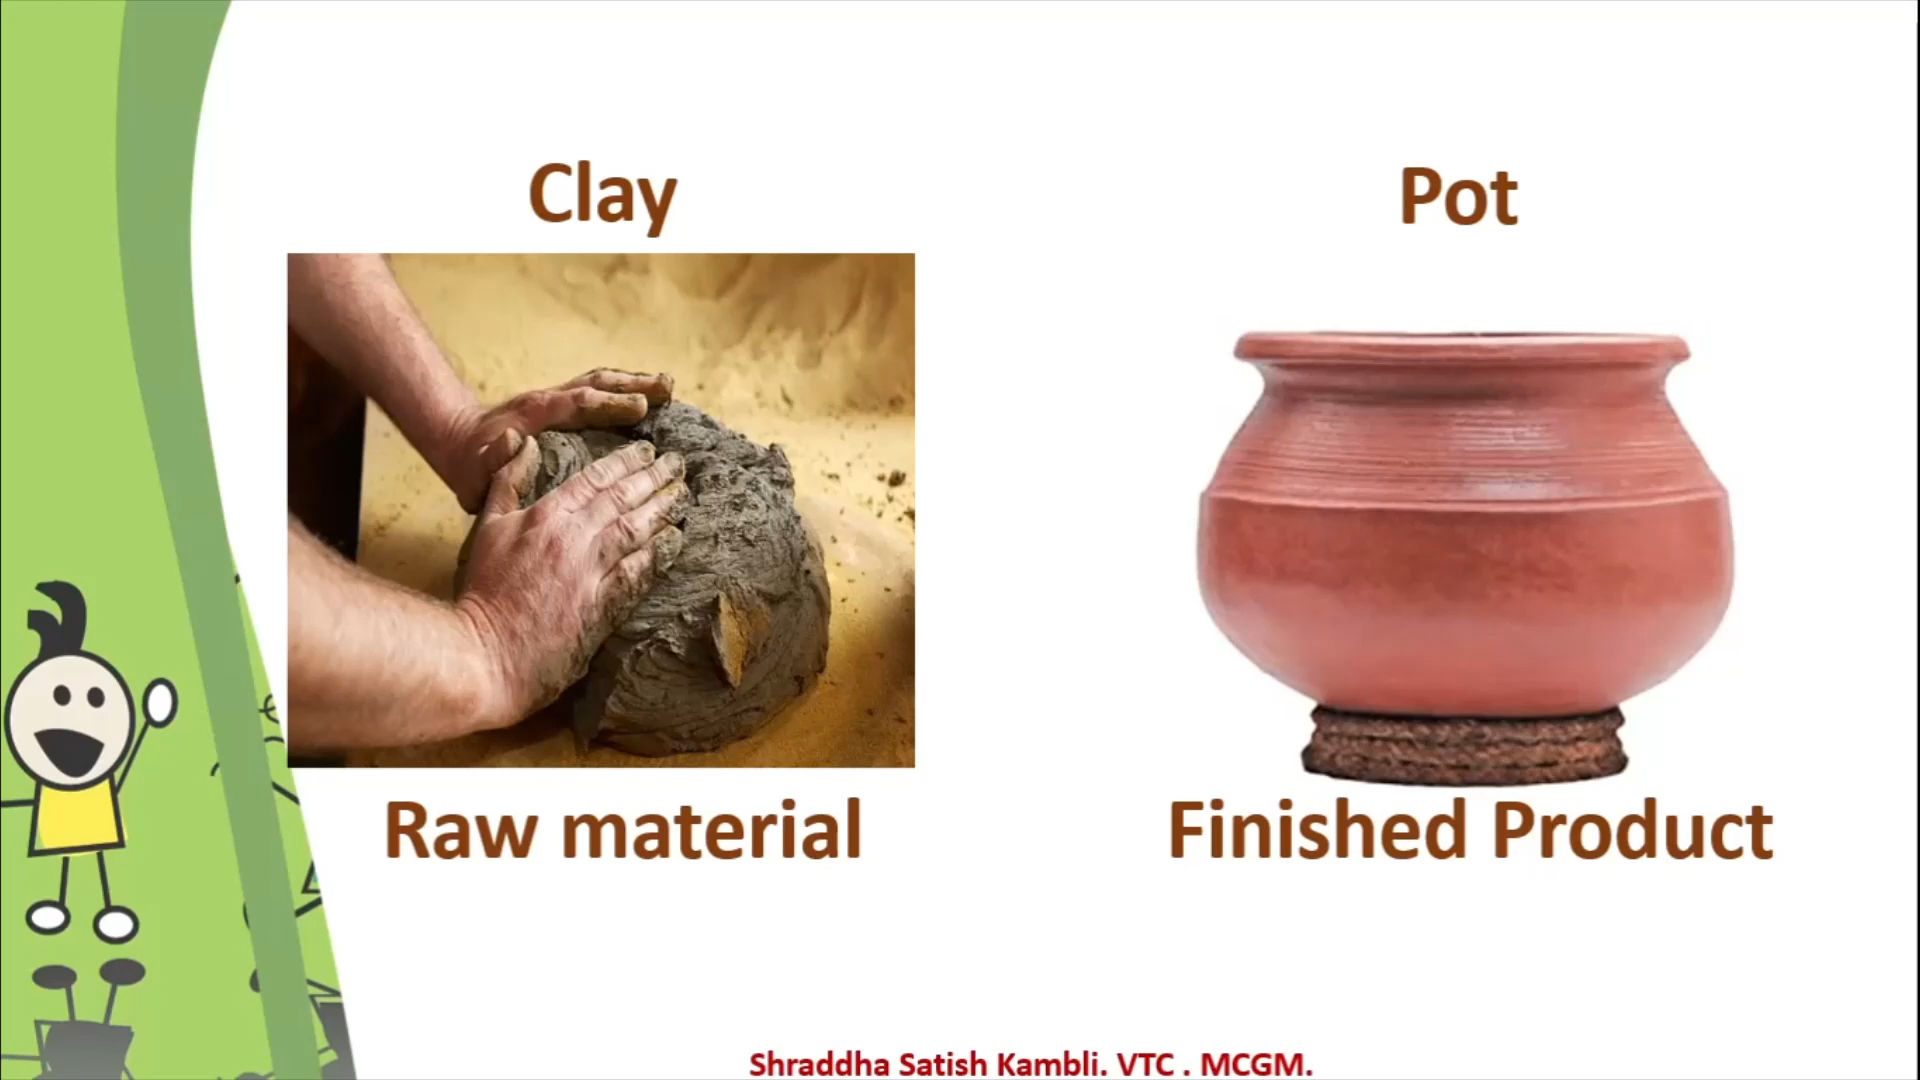 Clay
Pot
Raw material
Finished Product
Shraddha Satish Kambli. VTC . MCGM.